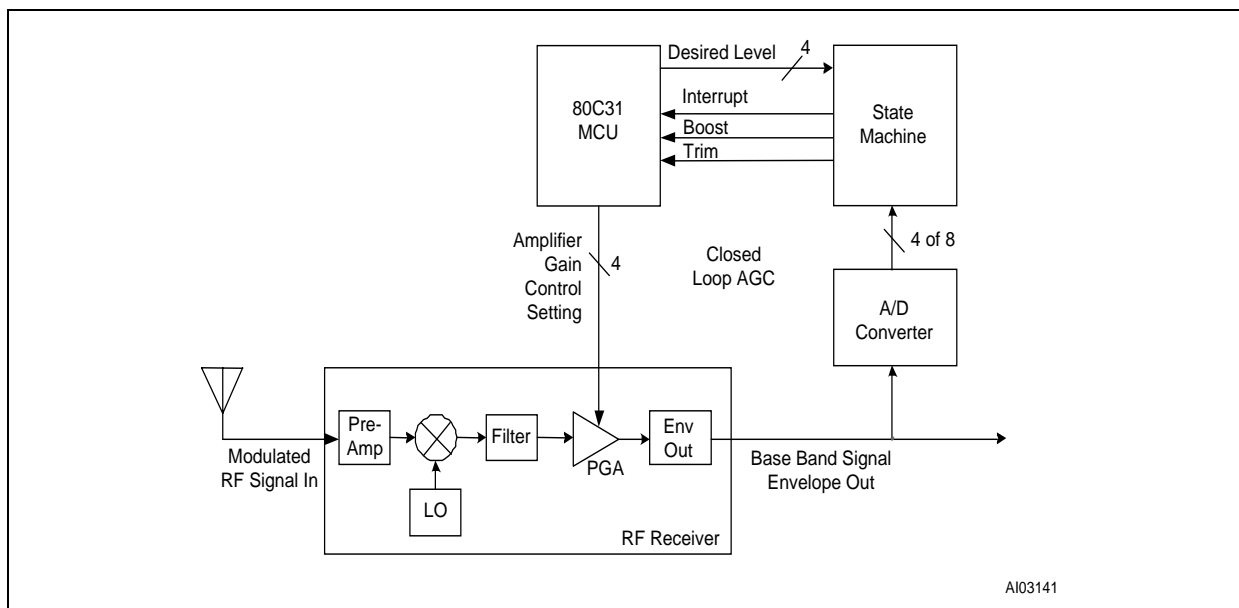 Desired Level
4
80C31
MCU
Interrupt
Boost
Trim
State
Machine
Amplifier
Gain
Control
Setting
4
Closed
Loop AGC
4 of 8
A/D
Converter
Pre-
Amp
Filter
PGA
Env
Out
LO
RF Receiver
Modulated
RF Signal In
Base Band Signal
Envelope Out
AI03141